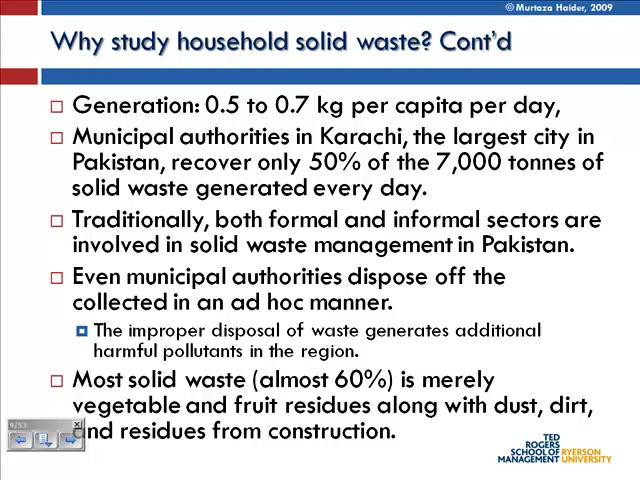 © Murtaza Haider, 2009
Why study household solid waste? Cont'd
Generation: 0.5 to 0.7 kg per capita per day,
Municipal authorities in Karachi, the largest city in
Pakistan, recover only 50% of the 7,000 tonnes of
solid waste generated every day.
Traditionally, both formal and informal sectors are
involved in solid waste management in Pakistan.
Even municipal authorities dispose off the
collected in an ad hoc manner.
The improper disposal of waste generates additional
harmful pollutants in the region.
Most solid waste (almost 60%) is merely
vegetable and fruit residues along with dust, dirt,
and residues from construction.
9/53
TED
ROGERS
SCHOOL OF RYERSON
MANAGEMENT UNIVERSITY